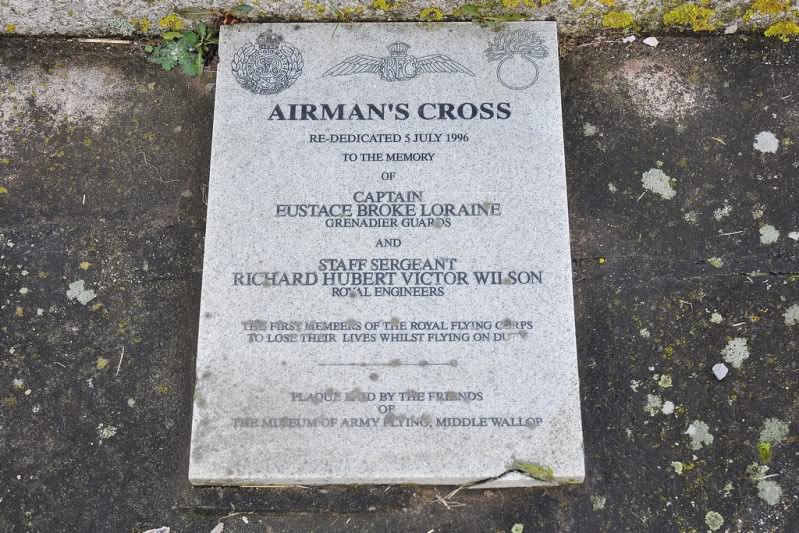 RFC
AIRMAN'S CROSS
RE-DEDICATED 5 JULY 1996
TO THE MEMORY
OF
CAPTAIN
EUSTACE BROKE LORAINE
GRENADIER GUARDS
AND
STAFF SERGEANT
RICHARD HUBERT VICTOR WILSON
ROYAL ENGINEERS
THE FIRST MEMBERS OF THE ROYAL FLYING CORPS
TO LOSE THEIR LIVES WHILST FLYING ON DUTY
PLAQUE LAID BY THE FRIENDS
OF
THE MUSEUM OF ARMY FLYING, MIDDLE WALLOP